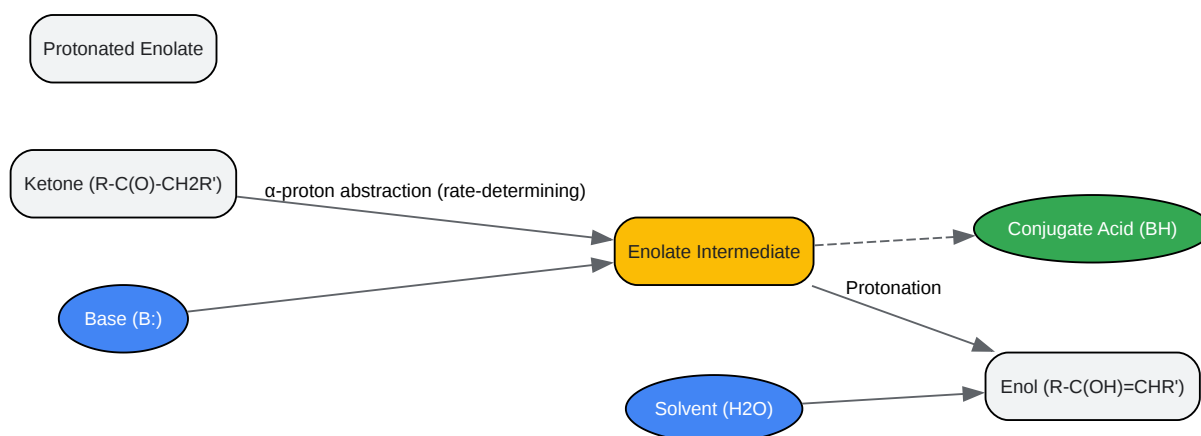 Protonated Enolate
Ketone (R-C(O)-CH2R')
α-proton abstraction (rate-determining)
Enolate Intermediate
Conjugate Acid (BH)
Base (B:)
Protonation
Solvent (H2O)
Enol (R-C(OH)=CHR')